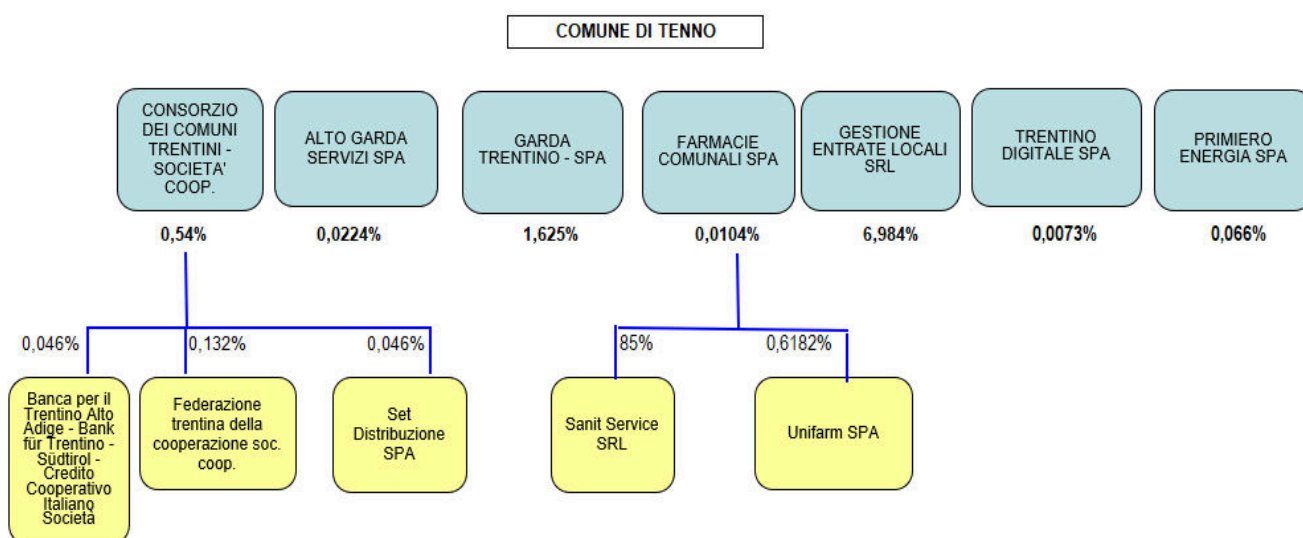 COMUNE DI TENNO
CONSORZIO
DEI COMUNI
TRENTINI -
SOCIETA'
COOP.
ALTO GARDA
SERVIZI SPA
GARDA
TRENTINO - SPA
FARMACIE
COMUNALI SPA
GESTIONE
ENTRATE LOCALI
SRL
TRENTINO
DIGITALE SPA
PRIMIERO
ENERGIA SPA
0,54%
0,0224%
1,625%
0,0104%
6,984%
0,0073%
0,066%
0,046%
0,132%
0,046%
85%
0,6182%
Banca per il
Trentino Alto
Adige - Bank
für Trentino -
Südtirol -
Credito
Cooperativo
Italiano
Società
Federazione
trentina della
cooperazione soc.
coop.
Set
Distribuzione
SPA
Sanit Service
SRL
Unifarm SPA